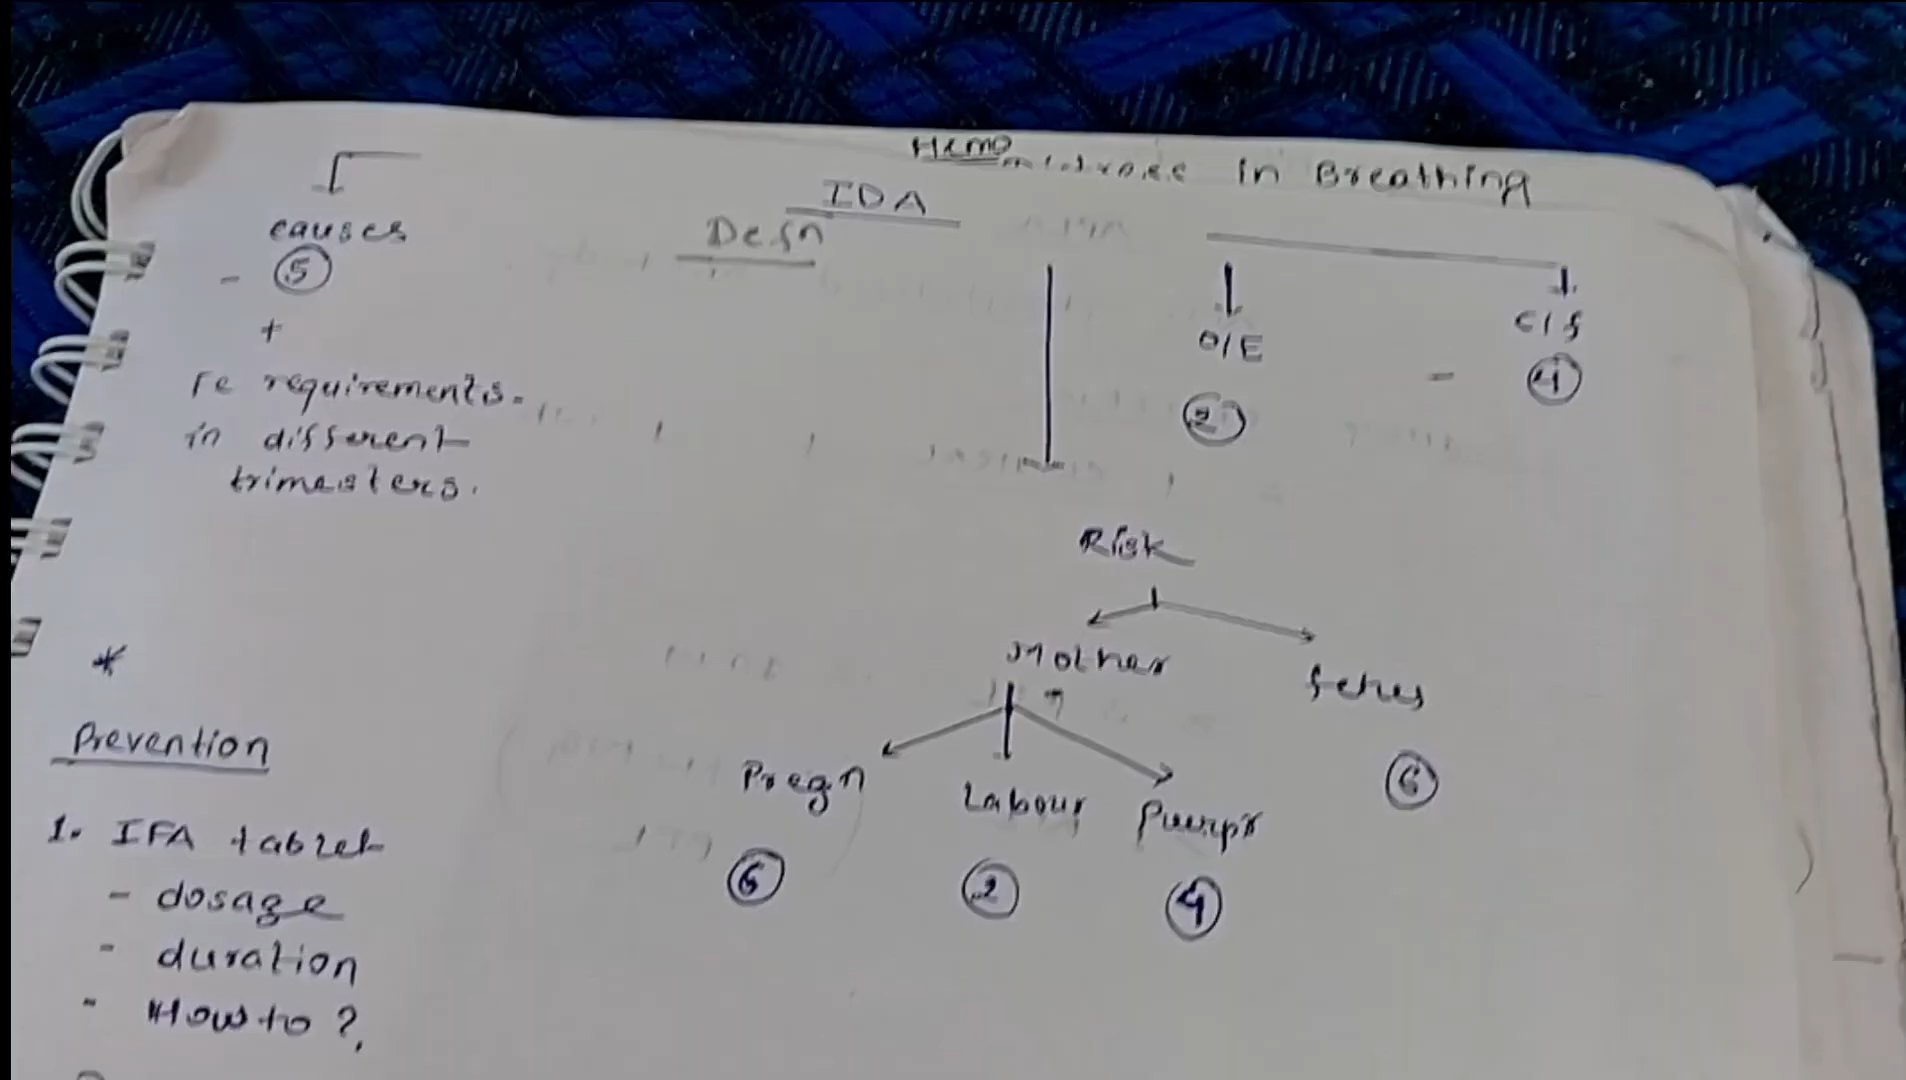 Hemo in Breathing
IDA
Defn
causes
5
+
Fe requirements
in different
trimesters.
O/E
2
C/f
4
Risk
Mother
fetus
6
Pregn
6
Labour
2
Puerpr
4
*
Prevention
1. IFA tablet
- dosage
- duration
- How to ?